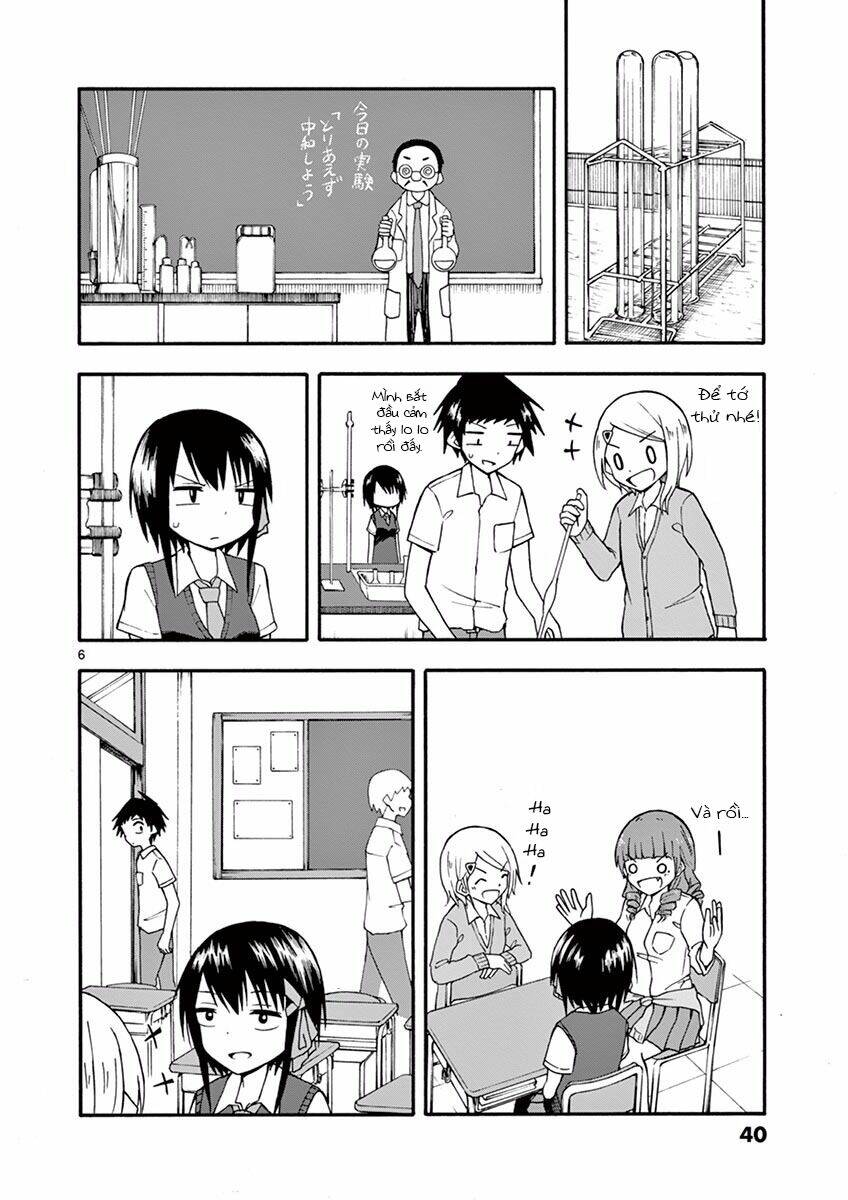 今日の実験
「とりあえず
中和しよう」
Để tớ
thử nhé!
Mình bắt
đầu cảm
thấy lo lo
rồi đấy.
6
Và rồi...
Ha
Ha
Ha
!
40